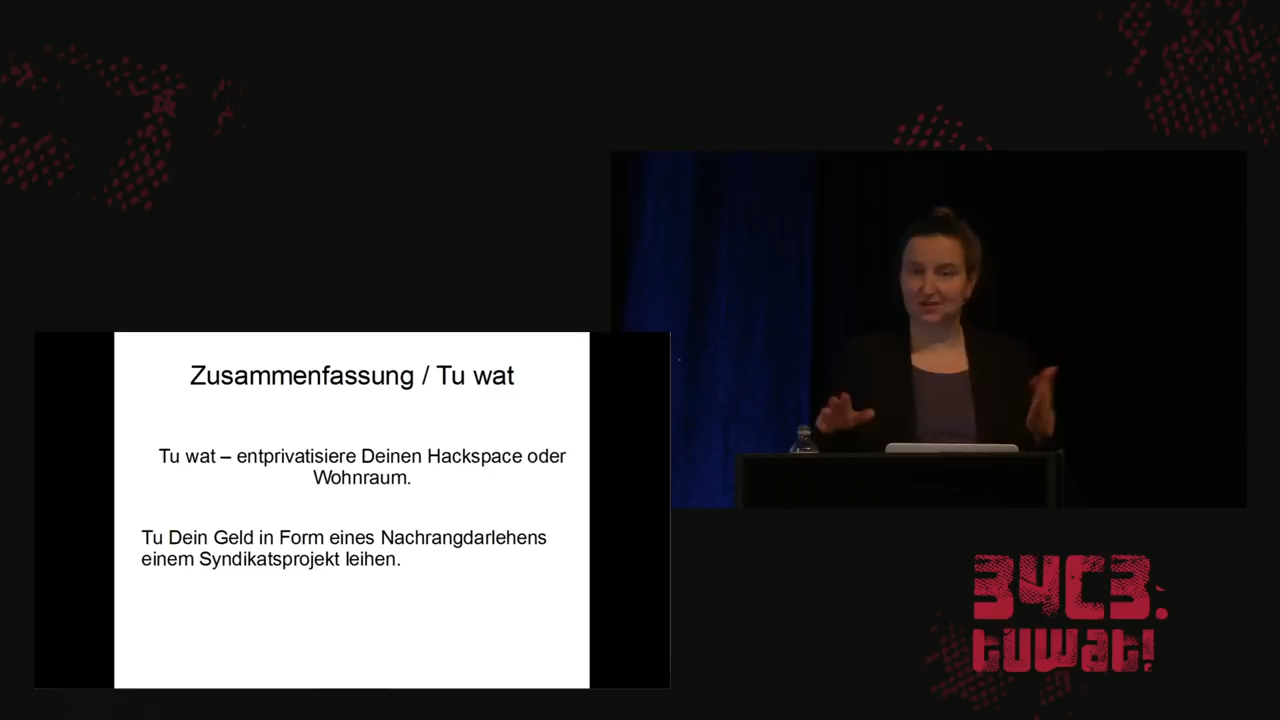 Zusammenfassung / Tu wat
Tu wat – entprivatisiere Deinen Hackspace oder
Wohnraum.
Tu Dein Geld in Form eines Nachrangdarlehens
einem Syndikatsprojekt leihen.
34C3.
tuwat!